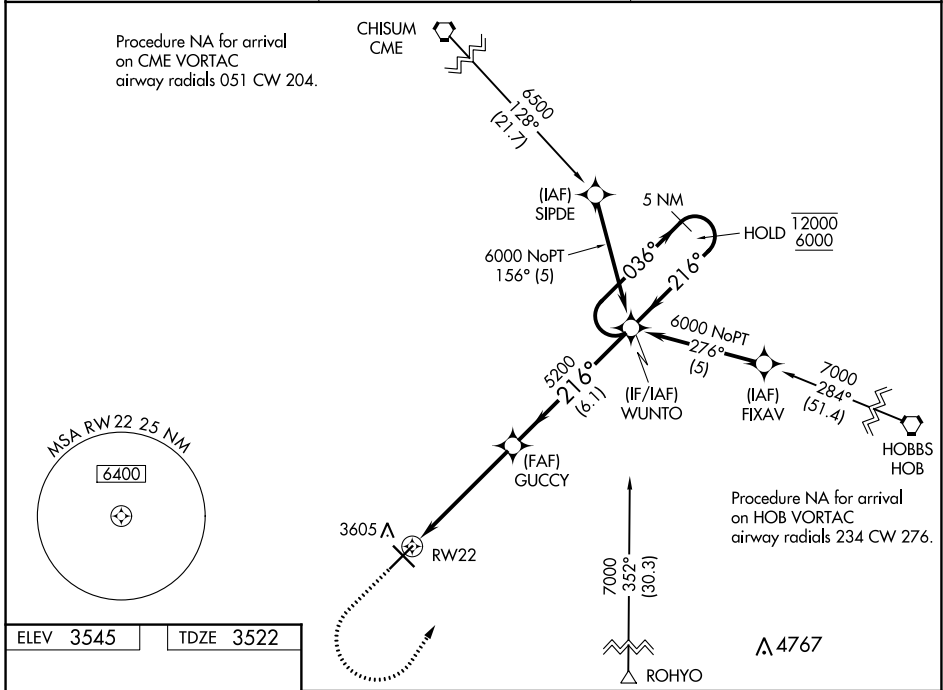 Procedure NA for arrival
on CME VORTAC
airway radials 051 CW 204.
CHISUM
CME
6500
128°
(21.7)
(IAF)
SIPDE
5 NM
HOLD
12000
6000
6000 NoPT
156° (5)
036°
216°
6000 NoPT
276°
(5)
5200
216°
(6.1)
(IF/IAF)
WUNTO
(IAF)
FIXAV
7000
284°
(51.4)
HOBBS
HOB
MSA RW22 25 NM
6400
(FAF)
GUCCY
Procedure NA for arrival
on HOB VORTAC
airway radials 234 CW 276.
3605
RW22
7000
352°
(30.3)
ELEV 3545
TDZE 3522
4767
ROHYO